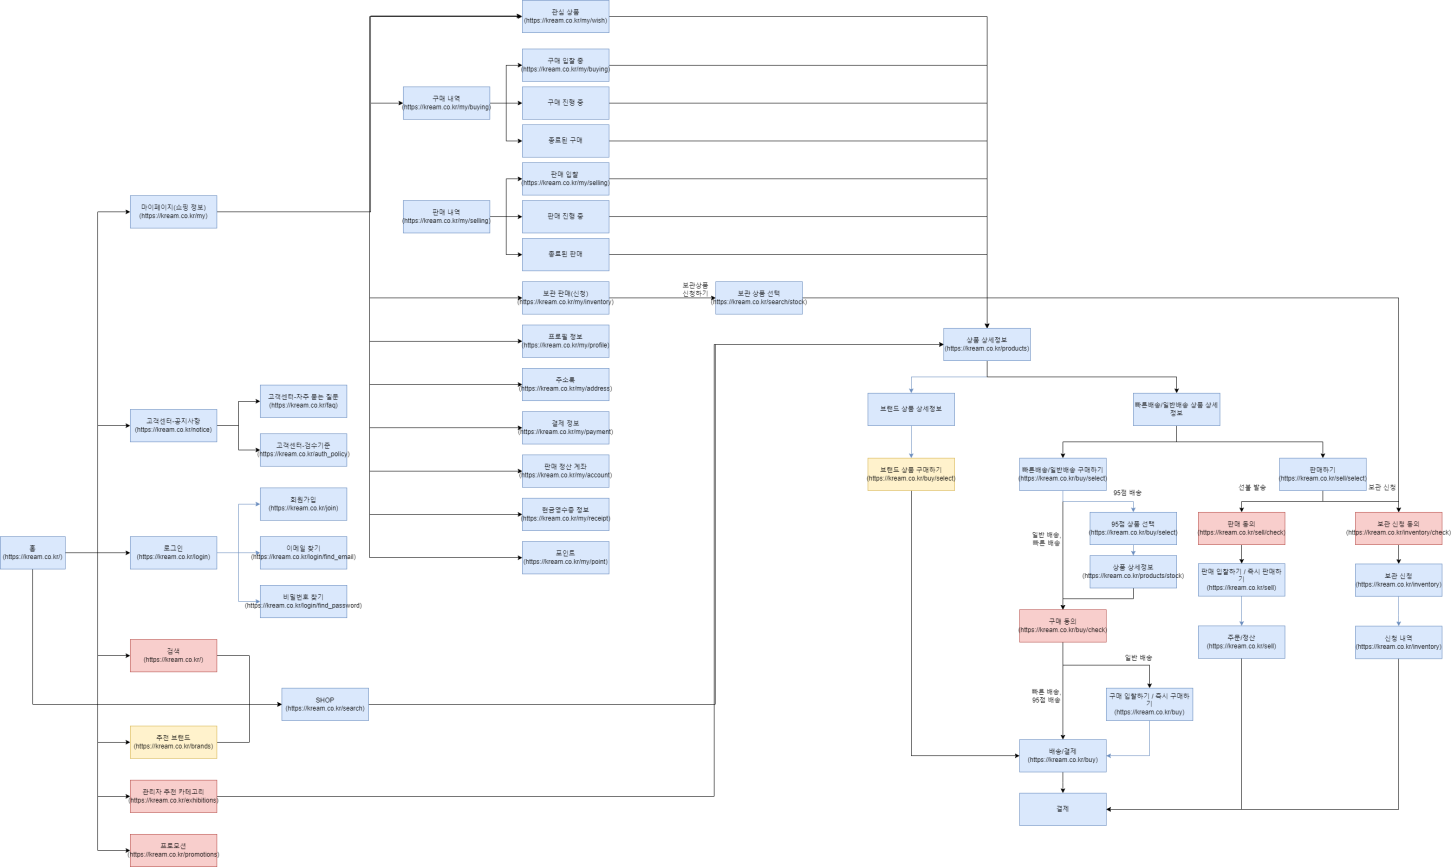 관심 상품
(https://kream.co.kr/my/wish)
구매 입찰 중
(https://kream.co.kr/my/buying)
구매 내역
(https://kream.co.kr/my/buying)
구매 진행 중
종료된 구매
판매 입찰
(https://kream.co.kr/my/selling)
마이페이지(쇼핑 정보)
(https://kream.co.kr/my)
판매 내역
(https://kream.co.kr/my/selling)
판매 진행 중
종료된 판매
보관 판매(신청)
(https://kream.co.kr/my/inventory)
보관상품
신청하기
보관 상품 선택
(https://kream.co.kr/search/stock)
프로필 정보
(https://kream.co.kr/my/profile)
상품 상세정보
(https://kream.co.kr/products)
주소록
(https://kream.co.kr/my/address)
고객센터-자주 묻는 질문
(https://kream.co.kr/faq)
브랜드 상품 상세정보
빠른배송/일반배송 상품 상세
정보
고객센터-공지사항
(https://kream.co.kr/notice)
결제 정보
(https://kream.co.kr/my/payment)
고객센터-검수기준
(https://kream.co.kr/auth_policy)
판매 정산 계좌
(https://kream.co.kr/my/account)
브랜드 상품 구매하기
(https://kream.co.kr/buy/select)
빠른배송/일반배송 구매하기
(https://kream.co.kr/buy/select)
판매하기
(https://kream.co.kr/sell/select)
95점 배송
선불 발송
보관 신청
회원가입
(https://kream.co.kr/join)
현금영수증 정보
(https://kream.co.kr/my/receipt)
95점 상품 선택
(https://kream.co.kr/buy/select)
판매 동의
(https://kream.co.kr/sell/check)
보관 신청 동의
(https://kream.co.kr/inventory/check)
일반 배송,
빠른 배송
홈
(https://kream.co.kr/)
로그인
(https://kream.co.kr/login)
이메일 찾기
(https://kream.co.kr/login/find_email)
포인트
(https://kream.co.kr/my/point)
상품 상세정보
(https://kream.co.kr/products/stock)
판매 입찰하기 / 즉시 판매하
기
(https://kream.co.kr/sell)
보관 신청
(https://kream.co.kr/inventory)
비밀번호 찾기
(https://kream.co.kr/login/find_password)
구매 동의
(https://kream.co.kr/buy/check)
주문/정산
(https://kream.co.kr/sell)
신청 내역
(https://kream.co.kr/inventory)
검색
(https://kream.co.kr/)
일반 배송
빠른 배송,
95점 배송
SHOP
(https://kream.co.kr/search)
구매 입찰하기 / 즉시 구매하
기
(https://kream.co.kr/buy)
추천 브랜드
(https://kream.co.kr/brands)
배송/결제
(https://kream.co.kr/buy)
관리자 추천 카테고리
(https://kream.co.kr/exhibitions)
결제
프로모션
(https://kream.co.kr/promotions)